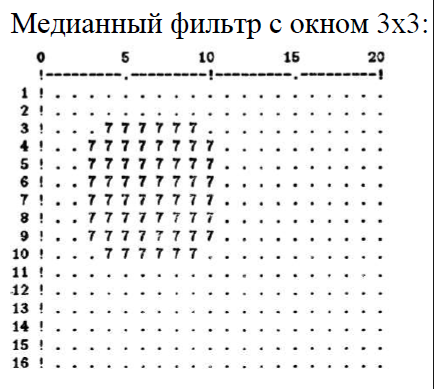 Медианный фильтр с окном 3х3:
0 5 10 15 20
!---------.---------!---------.---------!
1 ! . . . . . . . . . . . . . . . . . . . .
2 ! . . . . . . . . . . . . . . . . . . . .
3 ! . . . 7 7 7 7 7 7 . . . . . . . . . . .
4 ! . . 7 7 7 7 7 7 7 7 . . . . . . . . . .
5 ! . . 7 7 7 7 7 7 7 7 . . . . . . . . . .
6 ! . . 7 7 7 7 7 7 7 7 . . . . . . . . . .
7 ! . . 7 7 7 7 7 7 7 7 . . . . . . . . . .
8 ! . . 7 7 7 7 7 7 7 7 . . . . . . . . . .
9 ! . . 7 7 7 7 7 7 7 7 . . . . . . . . . .
10 ! . . . 7 7 7 7 7 7 . . . . . . . . . . .
11 ! . . . . . . . . . . . . . . . . . . . .
12 ! . . . . . . . . . . . . . . . . . . . .
13 ! . . . . . . . . . . . . . . . . . . . .
14 ! . . . . . . . . . . . . . . . . . . . .
15 ! . . . . . . . . . . . . . . . . . . . .
16 ! . . . . . . . . . . . . . . . . . . . .